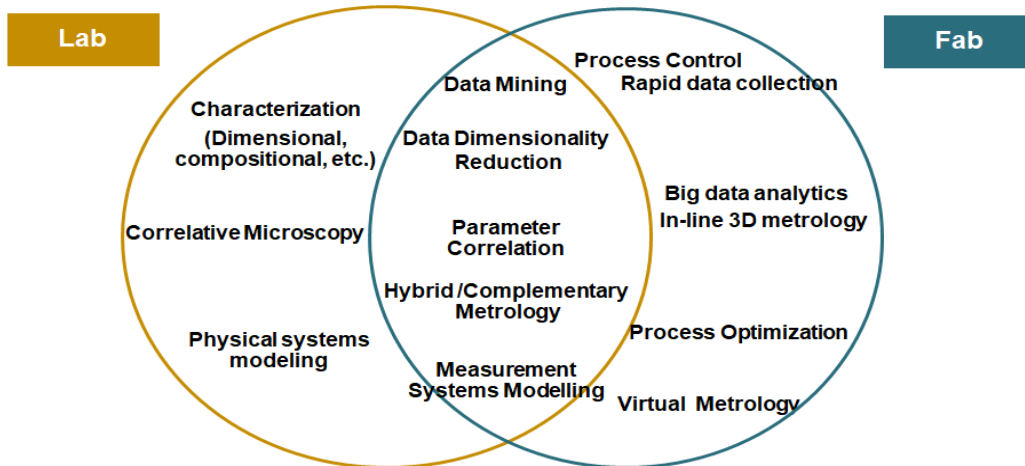 Lab
Fab
Characterization
(Dimensional,
compositional, etc.)
Correlative Microscopy
Physical systems
modeling
Data Mining
Data Dimensionality
Reduction
Parameter
Correlation
Hybrid/Complementary
Metrology
Measurement
Systems Modelling
Process Control
Rapid data collection
Big data analytics
In-line 3D metrology
Process Optimization
Virtual Metrology